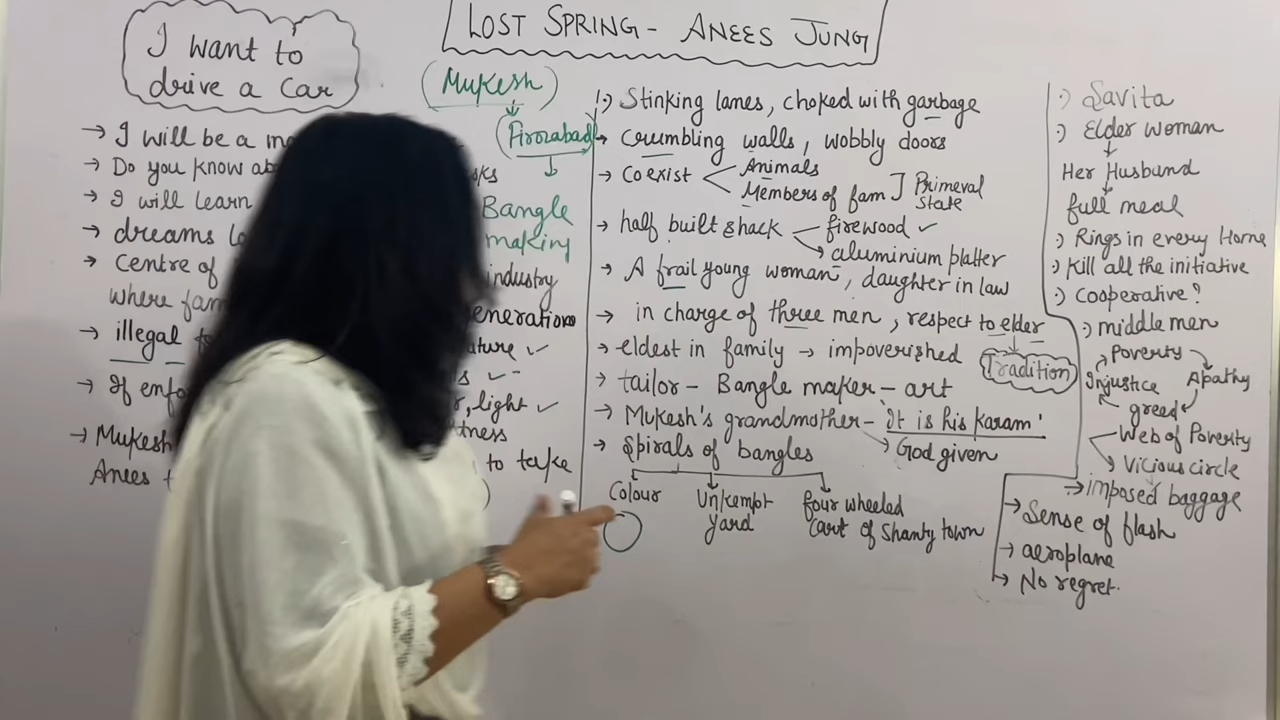 LOST SPRING - ANEES JUNG
I want to
drive a Car
→ I will be a
→ Do you know
→ I will learn
→ dreams
→ Centre of
where
→ illegal
→ If
→ Mukesh
Anees
industry
light ✓
to take
(Mukesh)
Firozabad
Bangle
making
1.) Stinking lanes, choked with garbage
→ Crumbling walls, wobbly doors
→ Coexist
Animals
Members of fam ] Primeval State
→ half built shack
firewood ✓
aluminium platter
→ A frail young woman, daughter in law
in charge of three men, respect to elder
→ eldest in family → impoverished
Tradition
→ tailor - Bangle maker - art
→ Mukesh's grandmother - It is his karam'
→ God given
→ Spirals of bangles
Colour
Unkempt yard
four wheeled
Cart of Shanty town
:) Savita
:) Elder woman
Her Husband
full meal
:) Rings in every Home
:) Kill all the initiative
:) Cooperative?
:) middle men
Poverty
Apathy
greed
Injustice
Web of Poverty
Vicious circle
→ imposed baggage
→ Sense of flash
→ aeroplane
→ No regret.